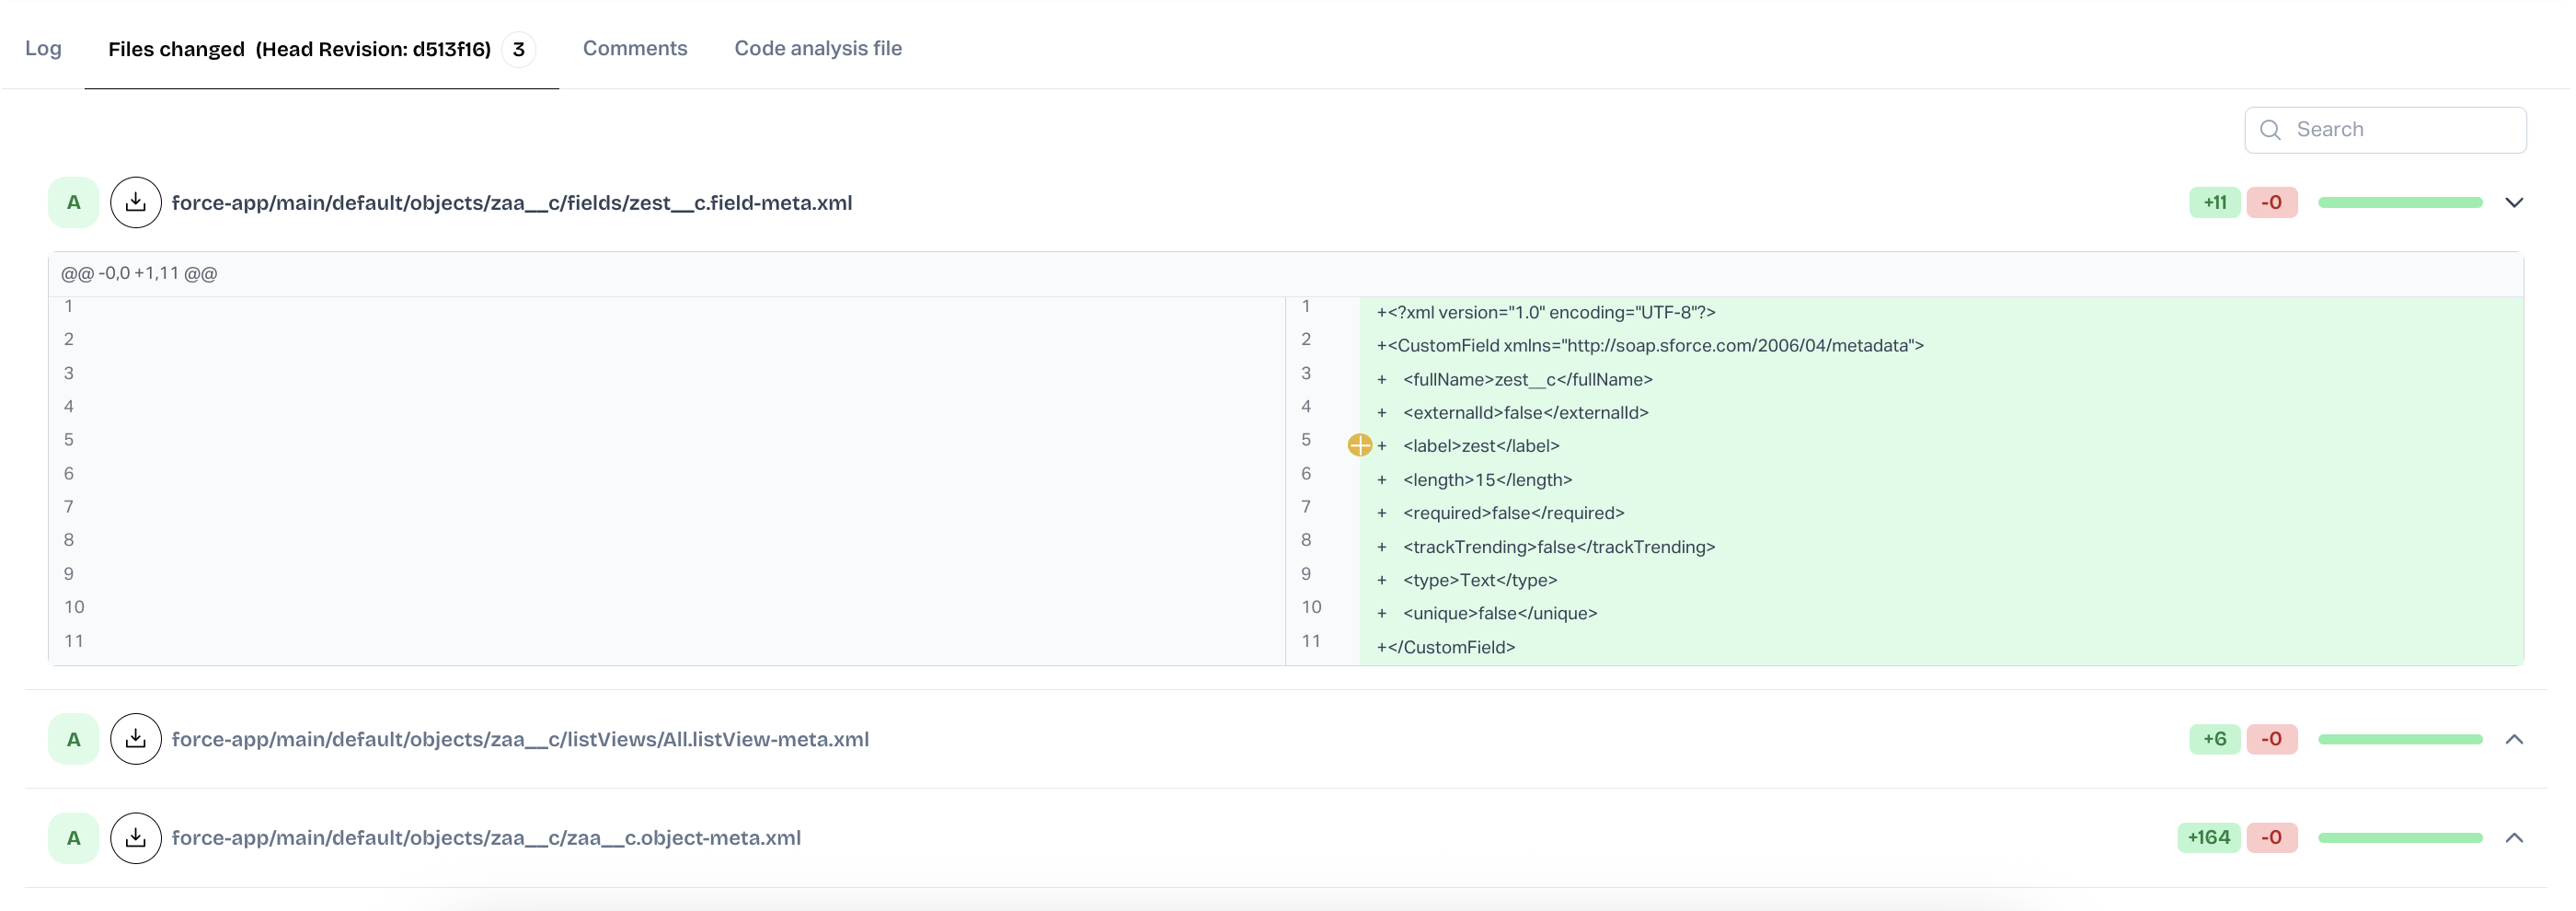 Log
Files changed (Head Revision: d513f16) 3
Comments
Code analysis file
Search
A force-app/main/default/objects/zaa__c/fields/zest__c.field-meta.xml +11 -0
@@ -0,0 +1,11 @@
1 1 +<?xml version="1.0" encoding="UTF-8"?>
2 2 +<CustomField xmlns="http://soap.sforce.com/2006/04/metadata">
3 3 +    <fullName>zest__c</fullName>
4 4 +    <externalId>false</externalId>
5 5 +    <label>zest</label>
6 6 +    <length>15</length>
7 7 +    <required>false</required>
8 8 +    <trackTrending>false</trackTrending>
9 9 +    <type>Text</type>
10 10 +    <unique>false</unique>
11 11 +</CustomField>
A force-app/main/default/objects/zaa__c/listViews/All.listView-meta.xml +6 -0
A force-app/main/default/objects/zaa__c/zaa__c.object-meta.xml +164 -0